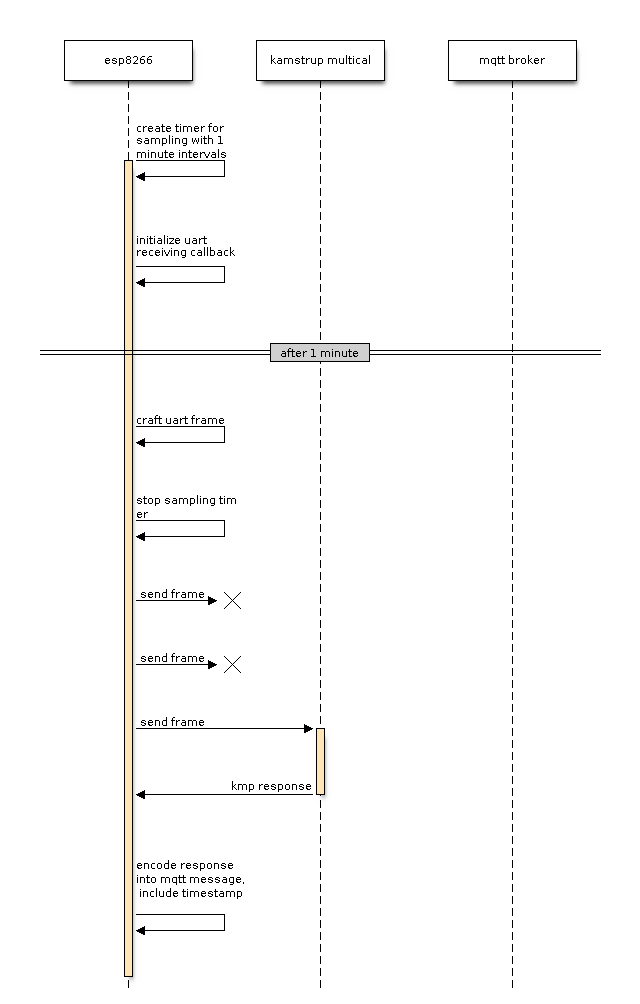 esp8266
kamstrup multical
mqtt broker
create timer for
sampling with 1
minute intervals
initialize uart
receiving callback
after 1 minute
craft uart frame
stop sampling tim
er
send frame
send frame
send frame
kmp response
encode response
into mqtt message,
include timestamp